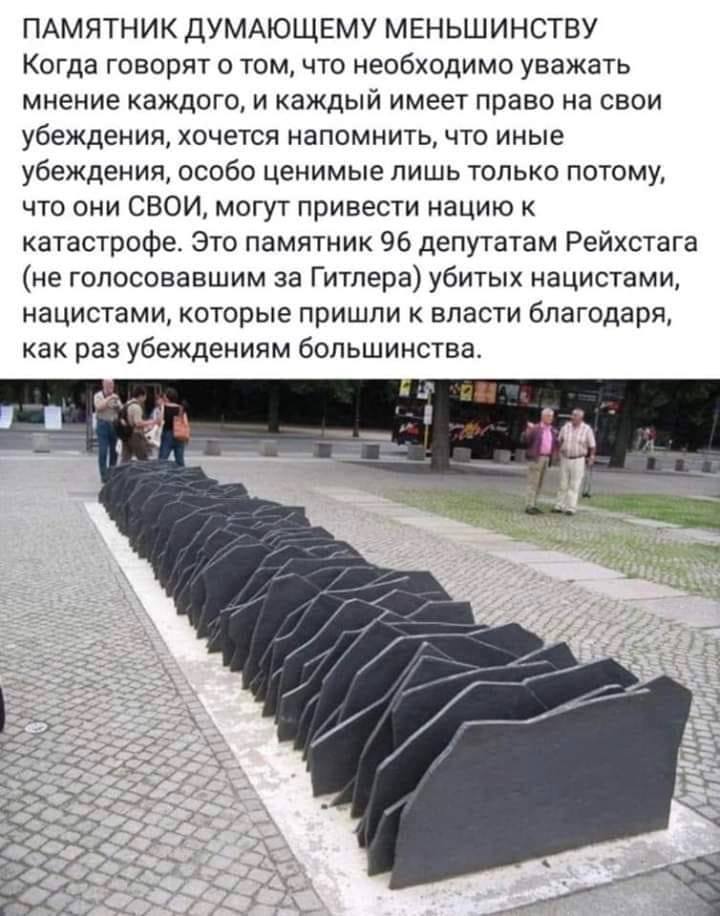 ПАМЯТНИК ДУМАЮЩЕМУ МЕНЬШИНСТВУ
Когда говорят о том, что необходимо уважать
мнение каждого, и каждый имеет право на свои
убеждения, хочется напомнить, что иные
убеждения, особо ценимые лишь только потому,
что они СВОИ, могут привести нацию к
катастрофе. Это памятник 96 депутатам Рейхстага
(не голосовавшим за Гитлера) убитых нацистами,
нацистами, которые пришли к власти благодаря,
как раз убеждениям большинства.